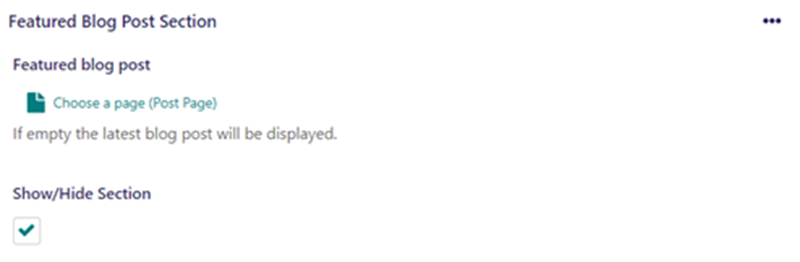 Featured Blog Post Section
Featured blog post
Choose a page (Post Page)
If empty the latest blog post will be displayed.
Show/Hide Section